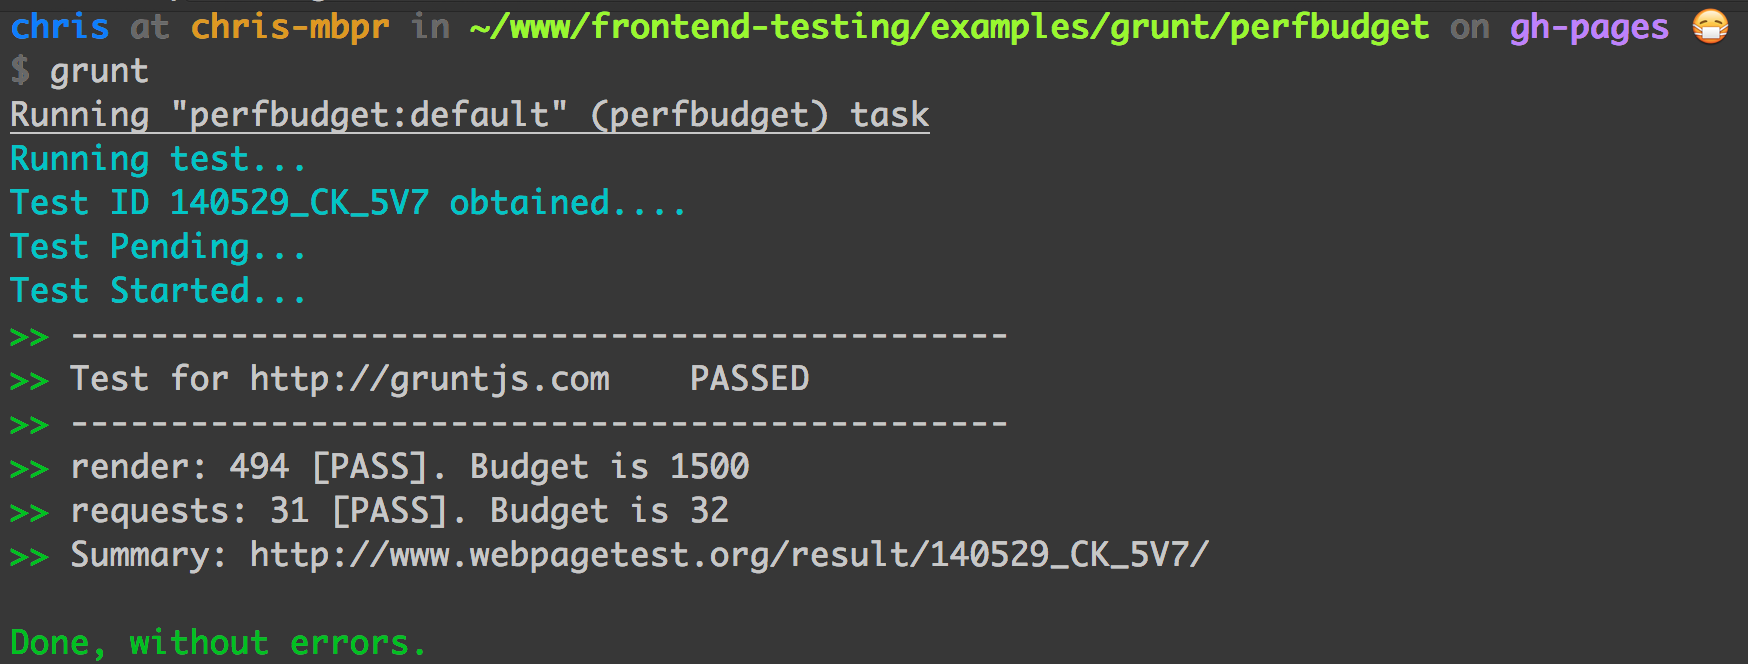 chris at chris-mbpr in ~/www/frontend-testing/examples/grunt/perfbudget on gh-pages 😷
$ grunt
Running "perfbudget:default" (perfbudget) task
Running test...
Test ID 140529_CK_5V7 obtained....
Test Pending...
Test Started...
>> -----------------------------------------------
>> Test for http://gruntjs.com    PASSED
>> -----------------------------------------------
>> render: 494 [PASS]. Budget is 1500
>> requests: 31 [PASS]. Budget is 32
>> Summary: http://www.webpagetest.org/result/140529_CK_5V7/
Done, without errors.